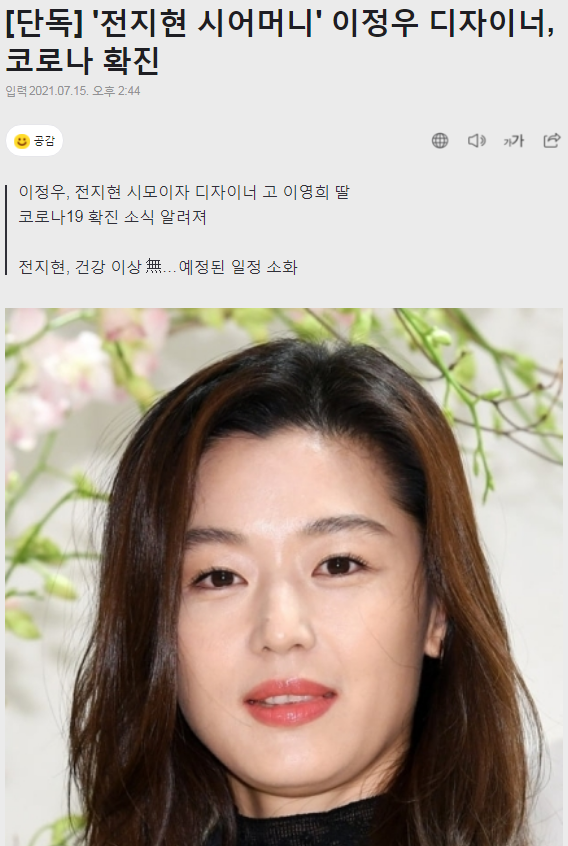 [단독] '전지현 시어머니' 이정우 디자이너,
코로나 확진
입력2021.07.15. 오후 2:44
공감
가가
이정우, 전지현 시모이자 디자이너 고 이영희 딸
코로나19 확진 소식 알려져
전지현, 건강 이상 無…예정된 일정 소화